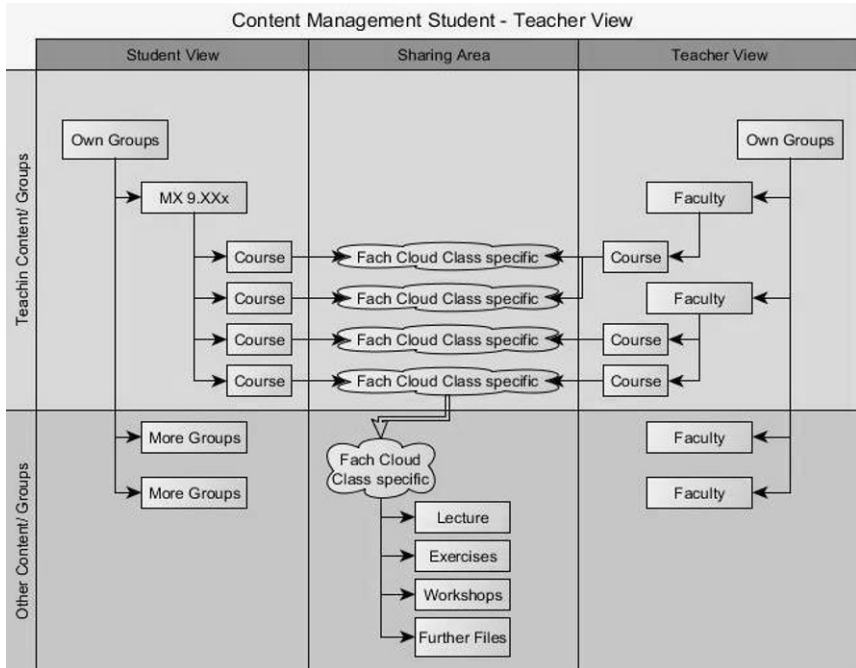 Content Management Student - Teacher View
Student View
Sharing Area
Teacher View
Teachin Content/ Groups
Own Groups
Own Groups
MX 9.XXx
Faculty
Course
Fach Cloud Class specific
Course
Course
Fach Cloud Class specific
Faculty
Course
Fach Cloud Class specific
Course
Course
Fach Cloud Class specific
Course
Other Content/ Groups
More Groups
Faculty
Fach Cloud
Class specific
More Groups
Faculty
Lecture
Exercises
Workshops
Further Files